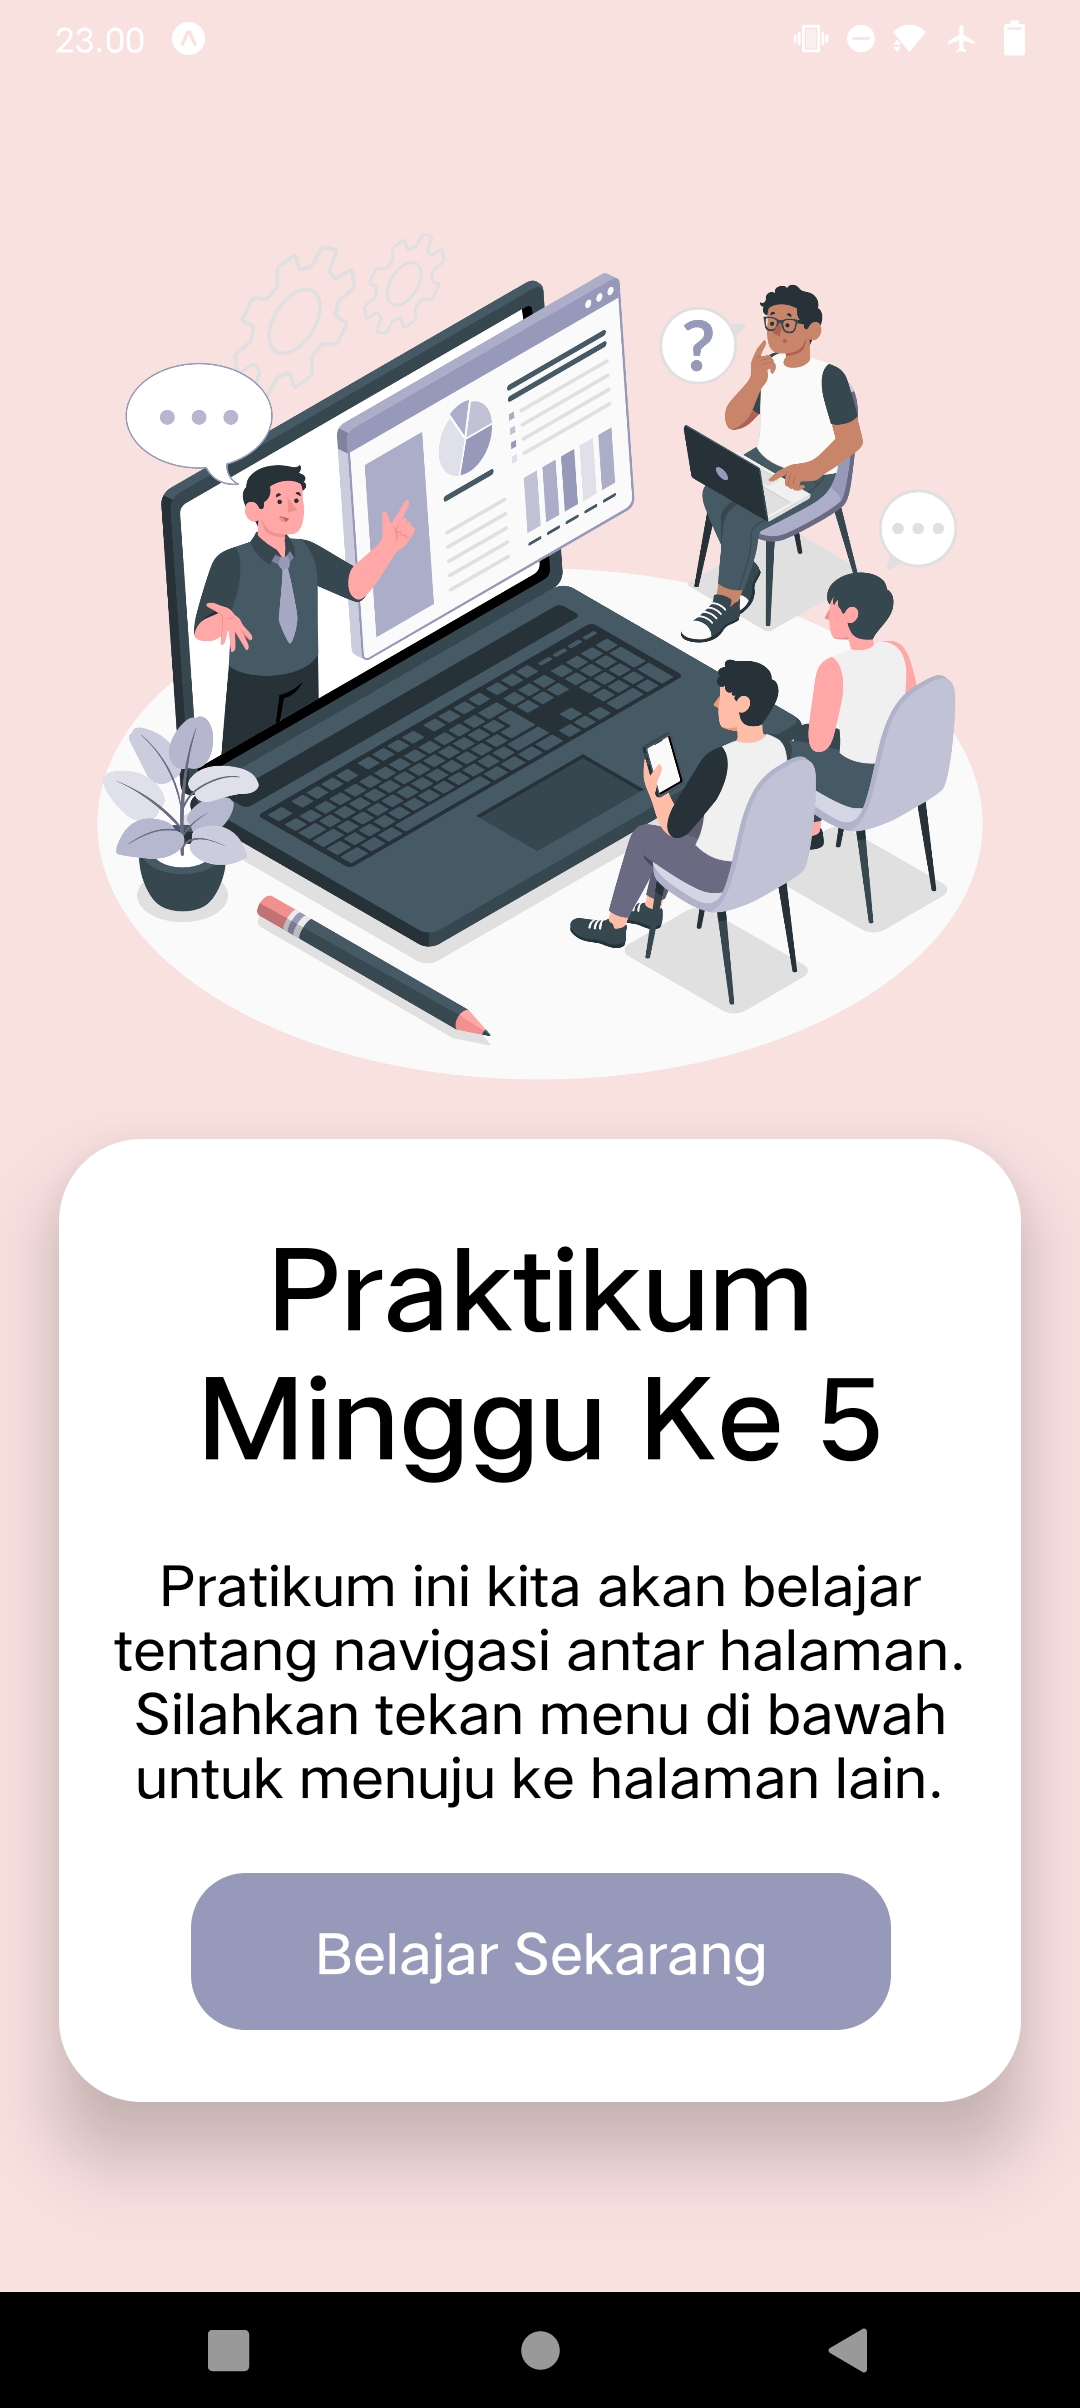 23.00
?
Praktikum
Minggu Ke 5
Pratikum ini kita akan belajar
tentang navigasi antar halaman.
Silahkan tekan menu di bawah
untuk menuju ke halaman lain.
Belajar Sekarang